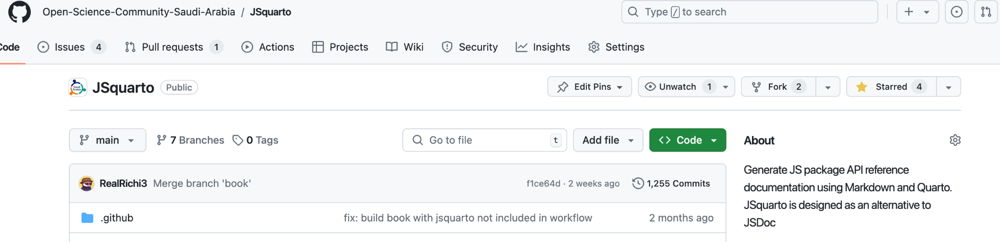 Open-Science-Community-Saudi-Arabia / JSquarto
Type / to search
Code Issues 4 Pull requests 1 Actions Projects Wiki Security Insights Settings
JSquarto Public
Edit Pins Unwatch 1 Fork 2 Starred 4
main 7 Branches 0 Tags
Go to file t Add file Code
About
RealRichi3 Merge branch 'book' f1ce64d · 2 weeks ago 1,255 Commits
.github fix: build book with jsquarto not included in workflow 2 months ago
Generate JS package API reference
documentation using Markdown and Quarto.
JSquarto is designed as an alternative to
JSDoc